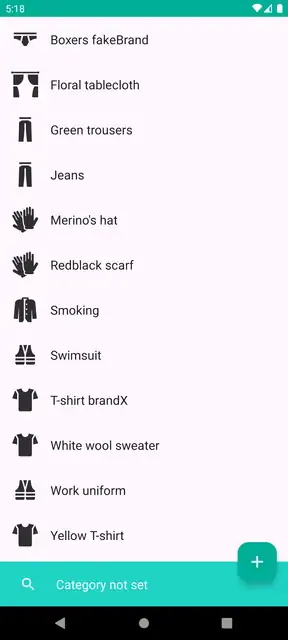 5:18
Boxers fakeBrand
Floral tablecloth
Green trousers
Jeans
Merino's hat
Redblack scarf
Smoking
Swimsuit
T-shirt brandX
White wool sweater
Work uniform
Yellow T-shirt
Category not set